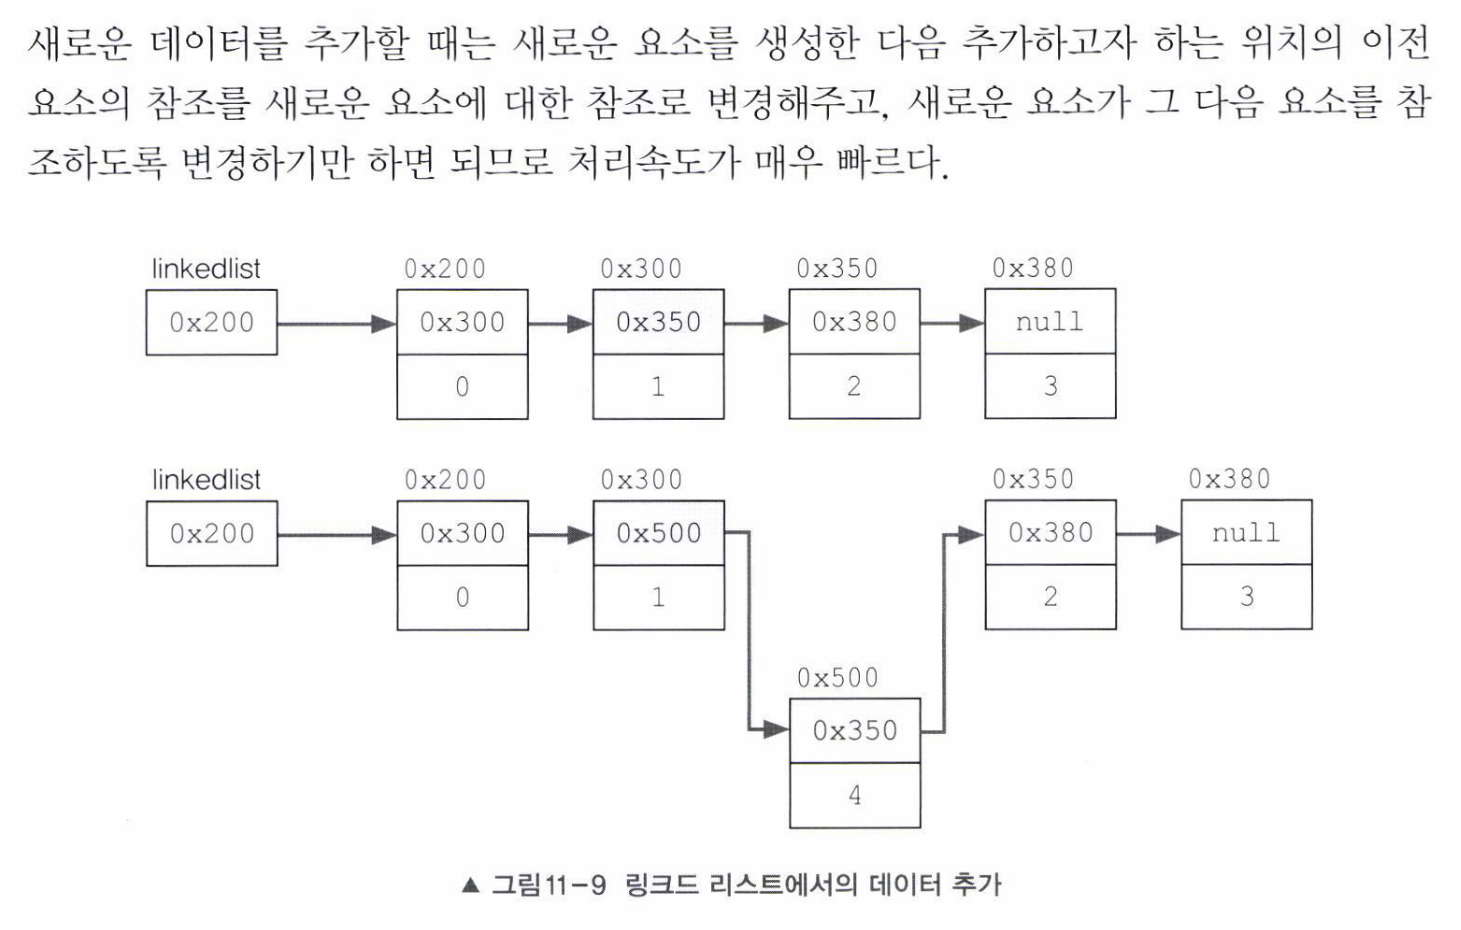 새로운 데이터를 추가할 때는 새로운 요소를 생성한 다음 추가하고자 하는 위치의 이전
요소의 참조를 새로운 요소에 대한 참조로 변경해주고, 새로운 요소가 그 다음 요소를 참
조하도록 변경하기만 하면 되므로 처리속도가 매우 빠르다.
linkedlist 0x200 0x300 0x350 0x380
0x200 0x300 0x350 0x380 null
0 1 2 3
linkedlist 0x200 0x300 0x350 0x380
0x200 0x300 0x500 0x380 null
0 1 2 3
0x500
0x350
4
▲ 그림11-9 링크드 리스트에서의 데이터 추가